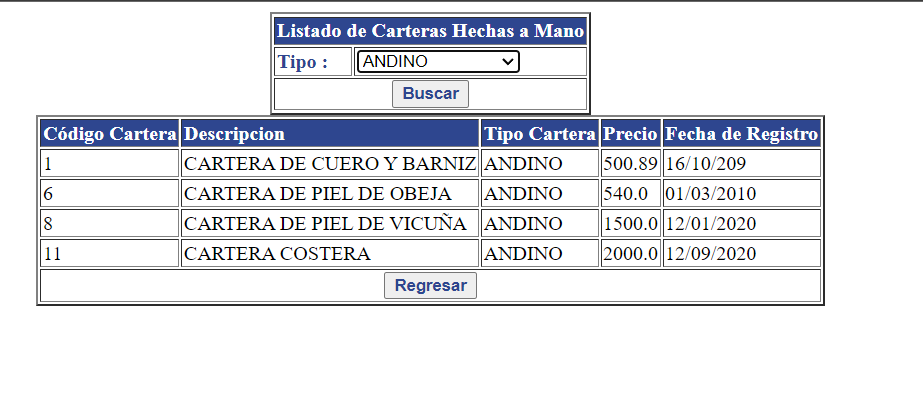 Listado de Carteras Hechas a Mano
Tipo : ANDINO
Buscar
Código Cartera Descripcion Tipo Cartera Precio Fecha de Registro
1 CARTERA DE CUERO Y BARNIZ ANDINO 500.89 16/10/209
6 CARTERA DE PIEL DE OBEJA ANDINO 540.0 01/03/2010
8 CARTERA DE PIEL DE VICUÑA ANDINO 1500.0 12/01/2020
11 CARTERA COSTERA ANDINO 2000.0 12/09/2020
Regresar